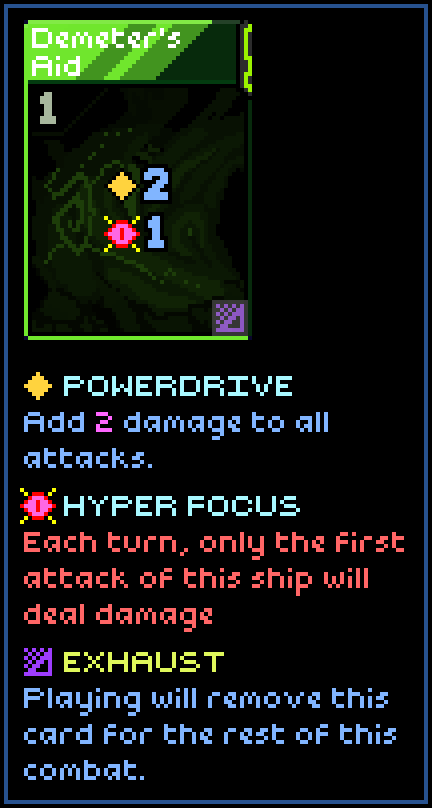 Demeter's
Aid
1
2
1
POWERDRIVE
Add 2 damage to all
attacks.
HYPER FOCUS
Each turn, only the first
attack of this ship will
deal damage
EXHAUST
Playing will remove this
card for the rest of this
combat.